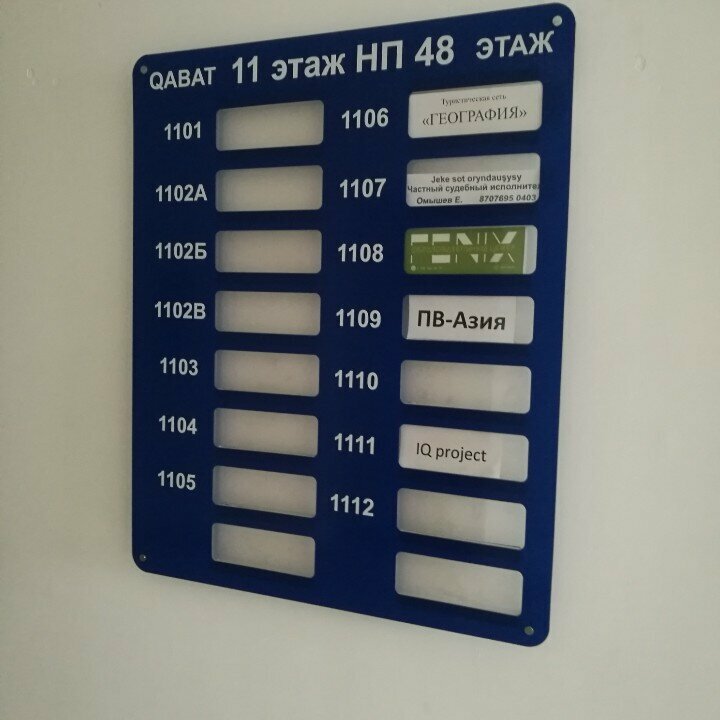 QABAT 11 этаж НП 48 ЭТАЖ
1101
1102А
1102Б
1102В
1103
1104
1105
1106
Туристическая сеть
«ГЕОГРАФИЯ»
1107
Jeke sot oryndauşysy
Частный судебный исполнител
Омышев Е. 8707695 0403
1108
FENIX
1109
ПВ-Азия
1110
1111
IQ project
1112